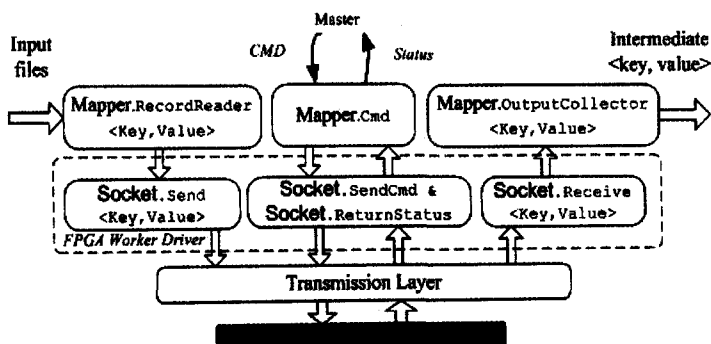 Master
CMD
Status
Input
files
Intermediate
<key, value>
Mapper.RecordReader
<Key,Value>
Mapper.Cmd
Mapper.OutputCollector
<Key,Value>
Socket.Send
<Key,Value>
Socket.SendCmd &
Socket.ReturnStatus
Socket.Receive
<Key,Value>
FPGA Worker Driver
Transmission Layer